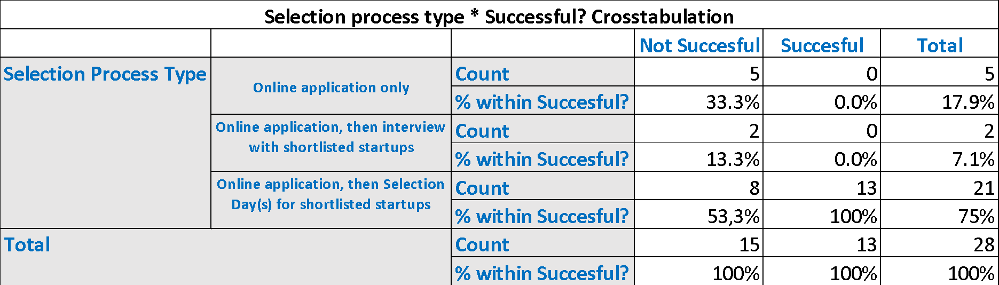 Selection process type * Successful? Crosstabulation
Not Succesful Succesful Total
Selection Process Type
Online application only
Count 5 0 5
% within Succesful? 33.3% 0.0% 17.9%
Online application, then interview
with shortlisted startups
Count 2 0 2
% within Succesful? 13.3% 0.0% 7.1%
Online application, then Selection
Day(s) for shortlisted startups
Count 8 13 21
% within Succesful? 53,3% 100% 75%
Total
Count 15 13 28
% within Succesful? 100% 100% 100%